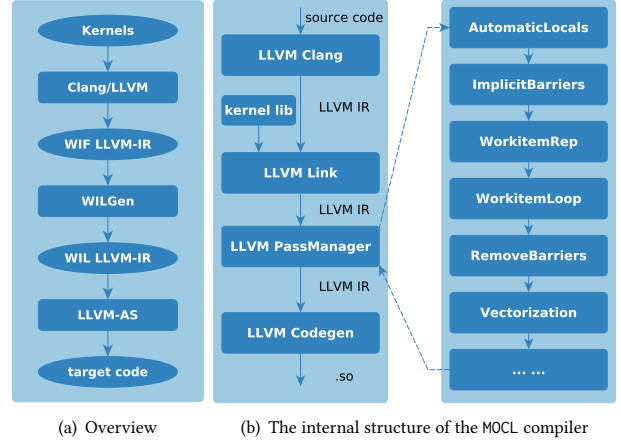 Kernels
Clang/LLVM
WIF LLVM-IR
WILGen
WIL LLVM-IR
LLVM-AS
target code
source code
LLVM Clang
kernel lib
LLVM IR
LLVM Link
LLVM IR
LLVM PassManager
LLVM IR
LLVM Codegen
.so
AutomaticLocals
ImplicitBarriers
WorkitemRep
WorkitemLoop
RemoveBarriers
Vectorization
... ...
(a) Overview
(b) The internal structure of the MOCL compiler